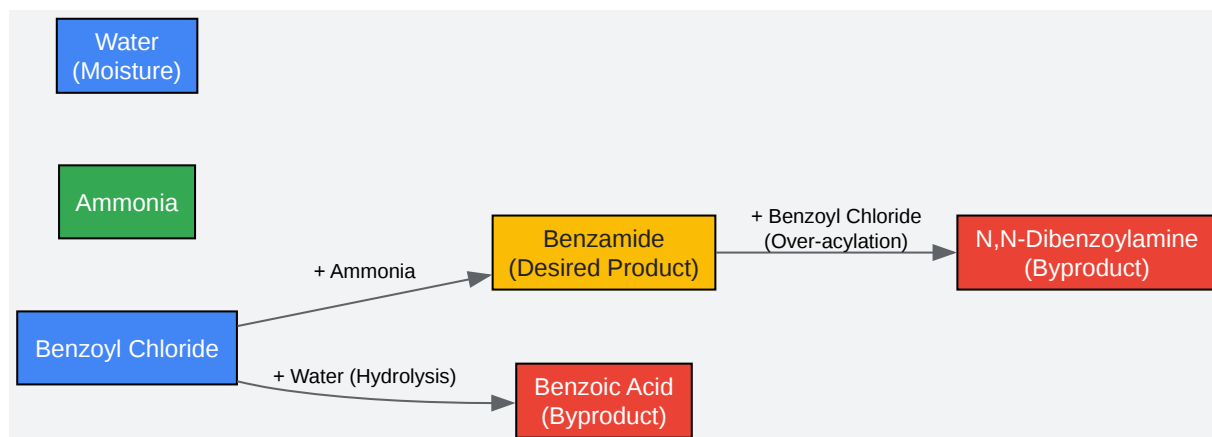 Water
(Moisture)
Ammonia
Benzoyl Chloride
+ Ammonia
+ Water (Hydrolysis)
Benzamide
(Desired Product)
Benzoic Acid
(Byproduct)
+ Benzoyl Chloride
(Over-acylation)
N,N-Dibenzoylamine
(Byproduct)